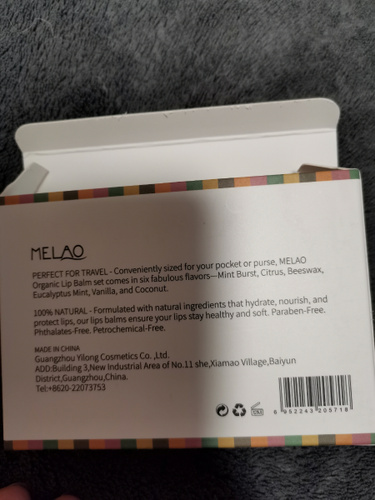 MELAO
PERFECT FOR TRAVEL - Conveniently sized for your pocket or purse, MELAO
Organic Lip Balm set comes in six fabulous flavors—Mint Burst, Citrus, Beeswax,
Eucalyptus Mint, Vanilla, and Coconut.
100% NATURAL - Formulated with natural ingredients that hydrate, nourish, and
protect lips, our lip balms ensure your lips stay healthy and soft. Paraben-Free.
Phthalates-Free. Petrochemical-Free.
MADE IN CHINA
Guangzhou Yilong Cosmetics Co. ,Ltd.
ADD:Building 3,New Industrial Area of No.11 she,Xiamao Village,Baiyun
District,Guangzhou,China.
Tel:+8620-22073753
6 952243 205718